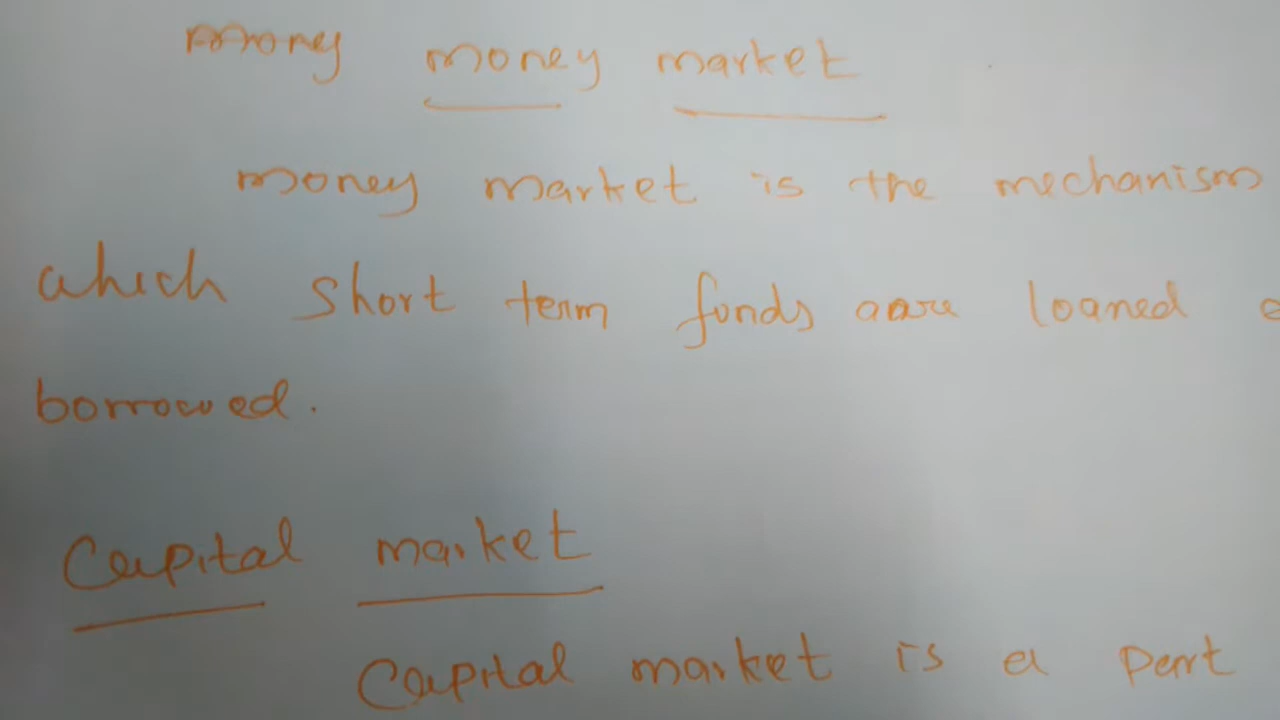 money money market
money market is the mechanism
which short term funds are loaned
borrowed.
Capital market
Capital market is a part